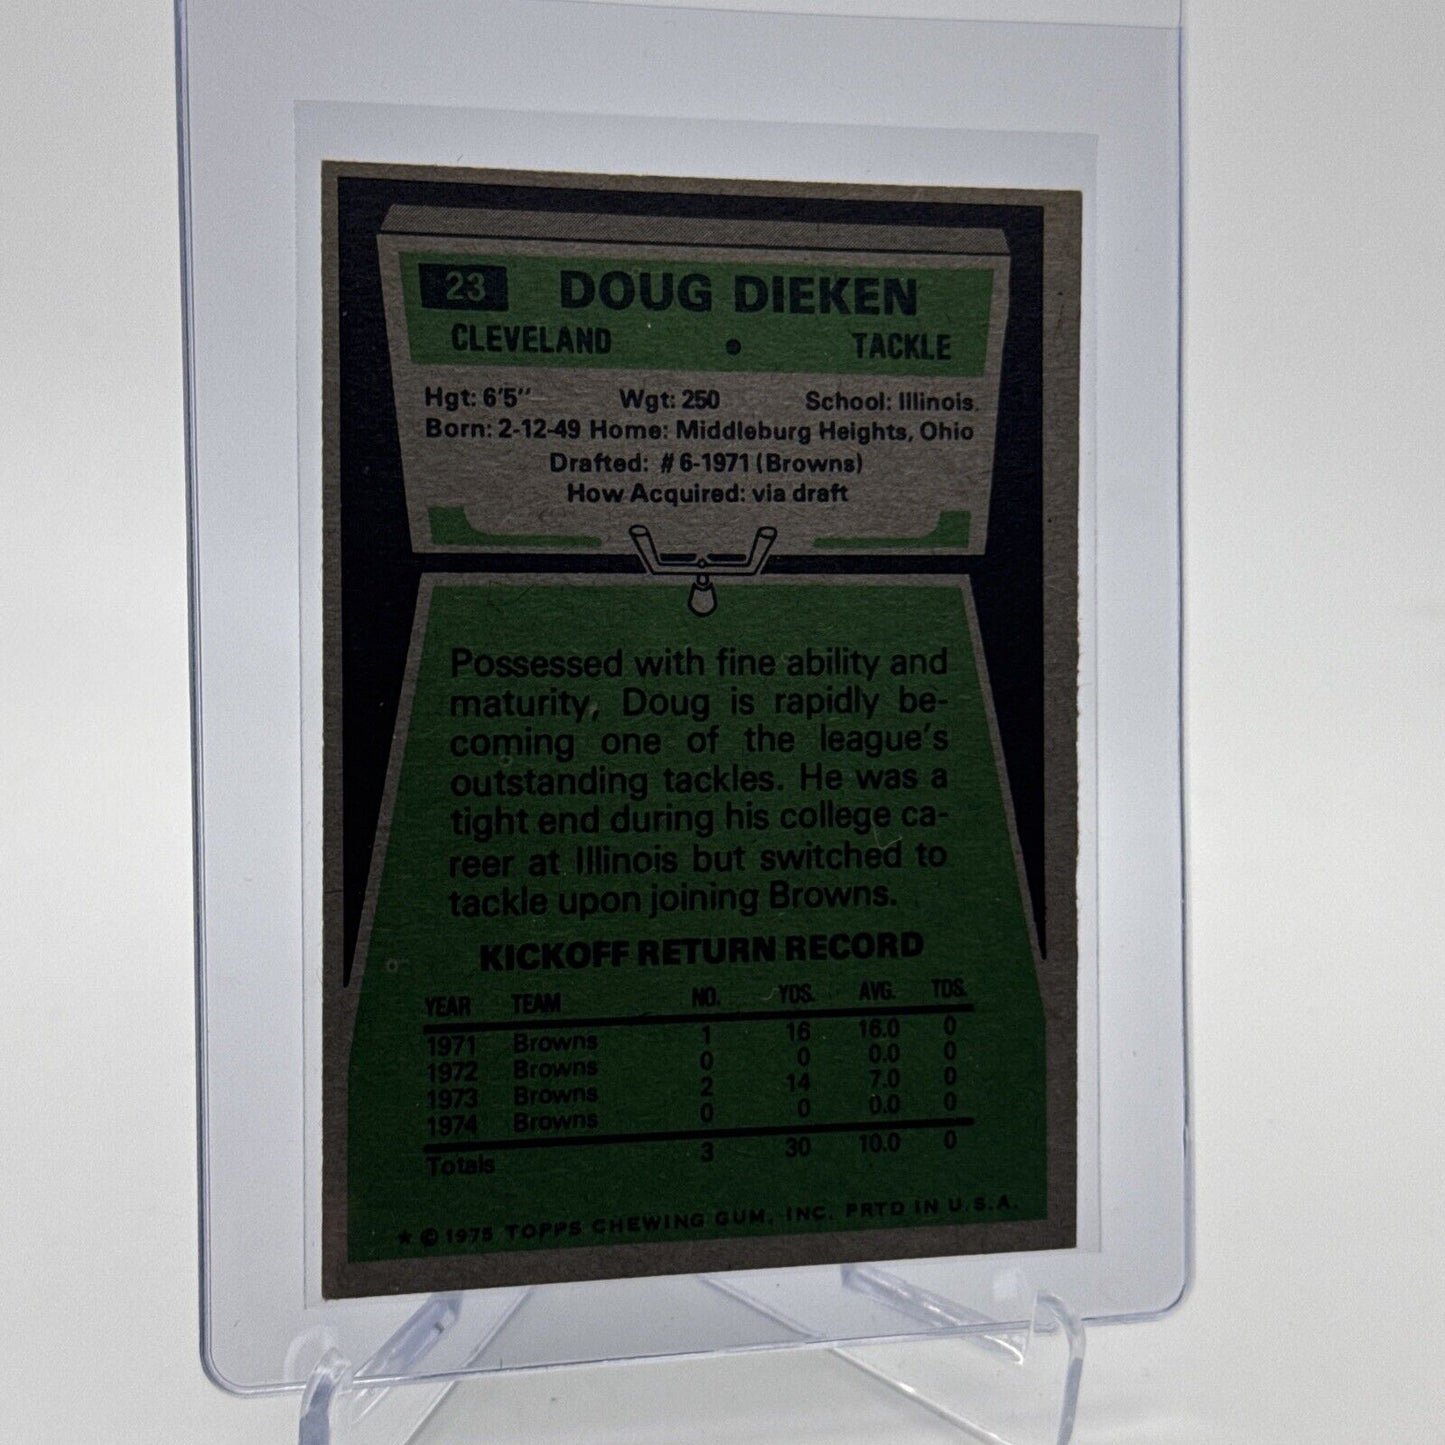 23 DOUG DIEKEN
CLEVELAND • TACKLE
Hgt: 6'5" Wgt: 250 School: Illinois.
Born: 2-12-49 Home: Middleburg Heights, Ohio
Drafted: #6-1971 (Browns)
How Acquired: via draft
Possessed with fine ability and
maturity, Doug is rapidly be-
coming one of the league's
outstanding tackles. He was a
tight end during his college ca-
reer at Illinois but switched to
tackle upon joining Browns.
KICKOFF RETURN RECORD
YEAR TEAM NO. YDS. AVG. TDS.
1971 Browns 1 16 16.0 0
1972 Browns 0 0 0.0 0
1973 Browns 2 14 7.0 0
1974 Browns 0 0 0.0 0
Totals 3 30 10.0 0
★ © 1975 TOPPS CHEWING GUM, INC. PRTD IN U.S.A.